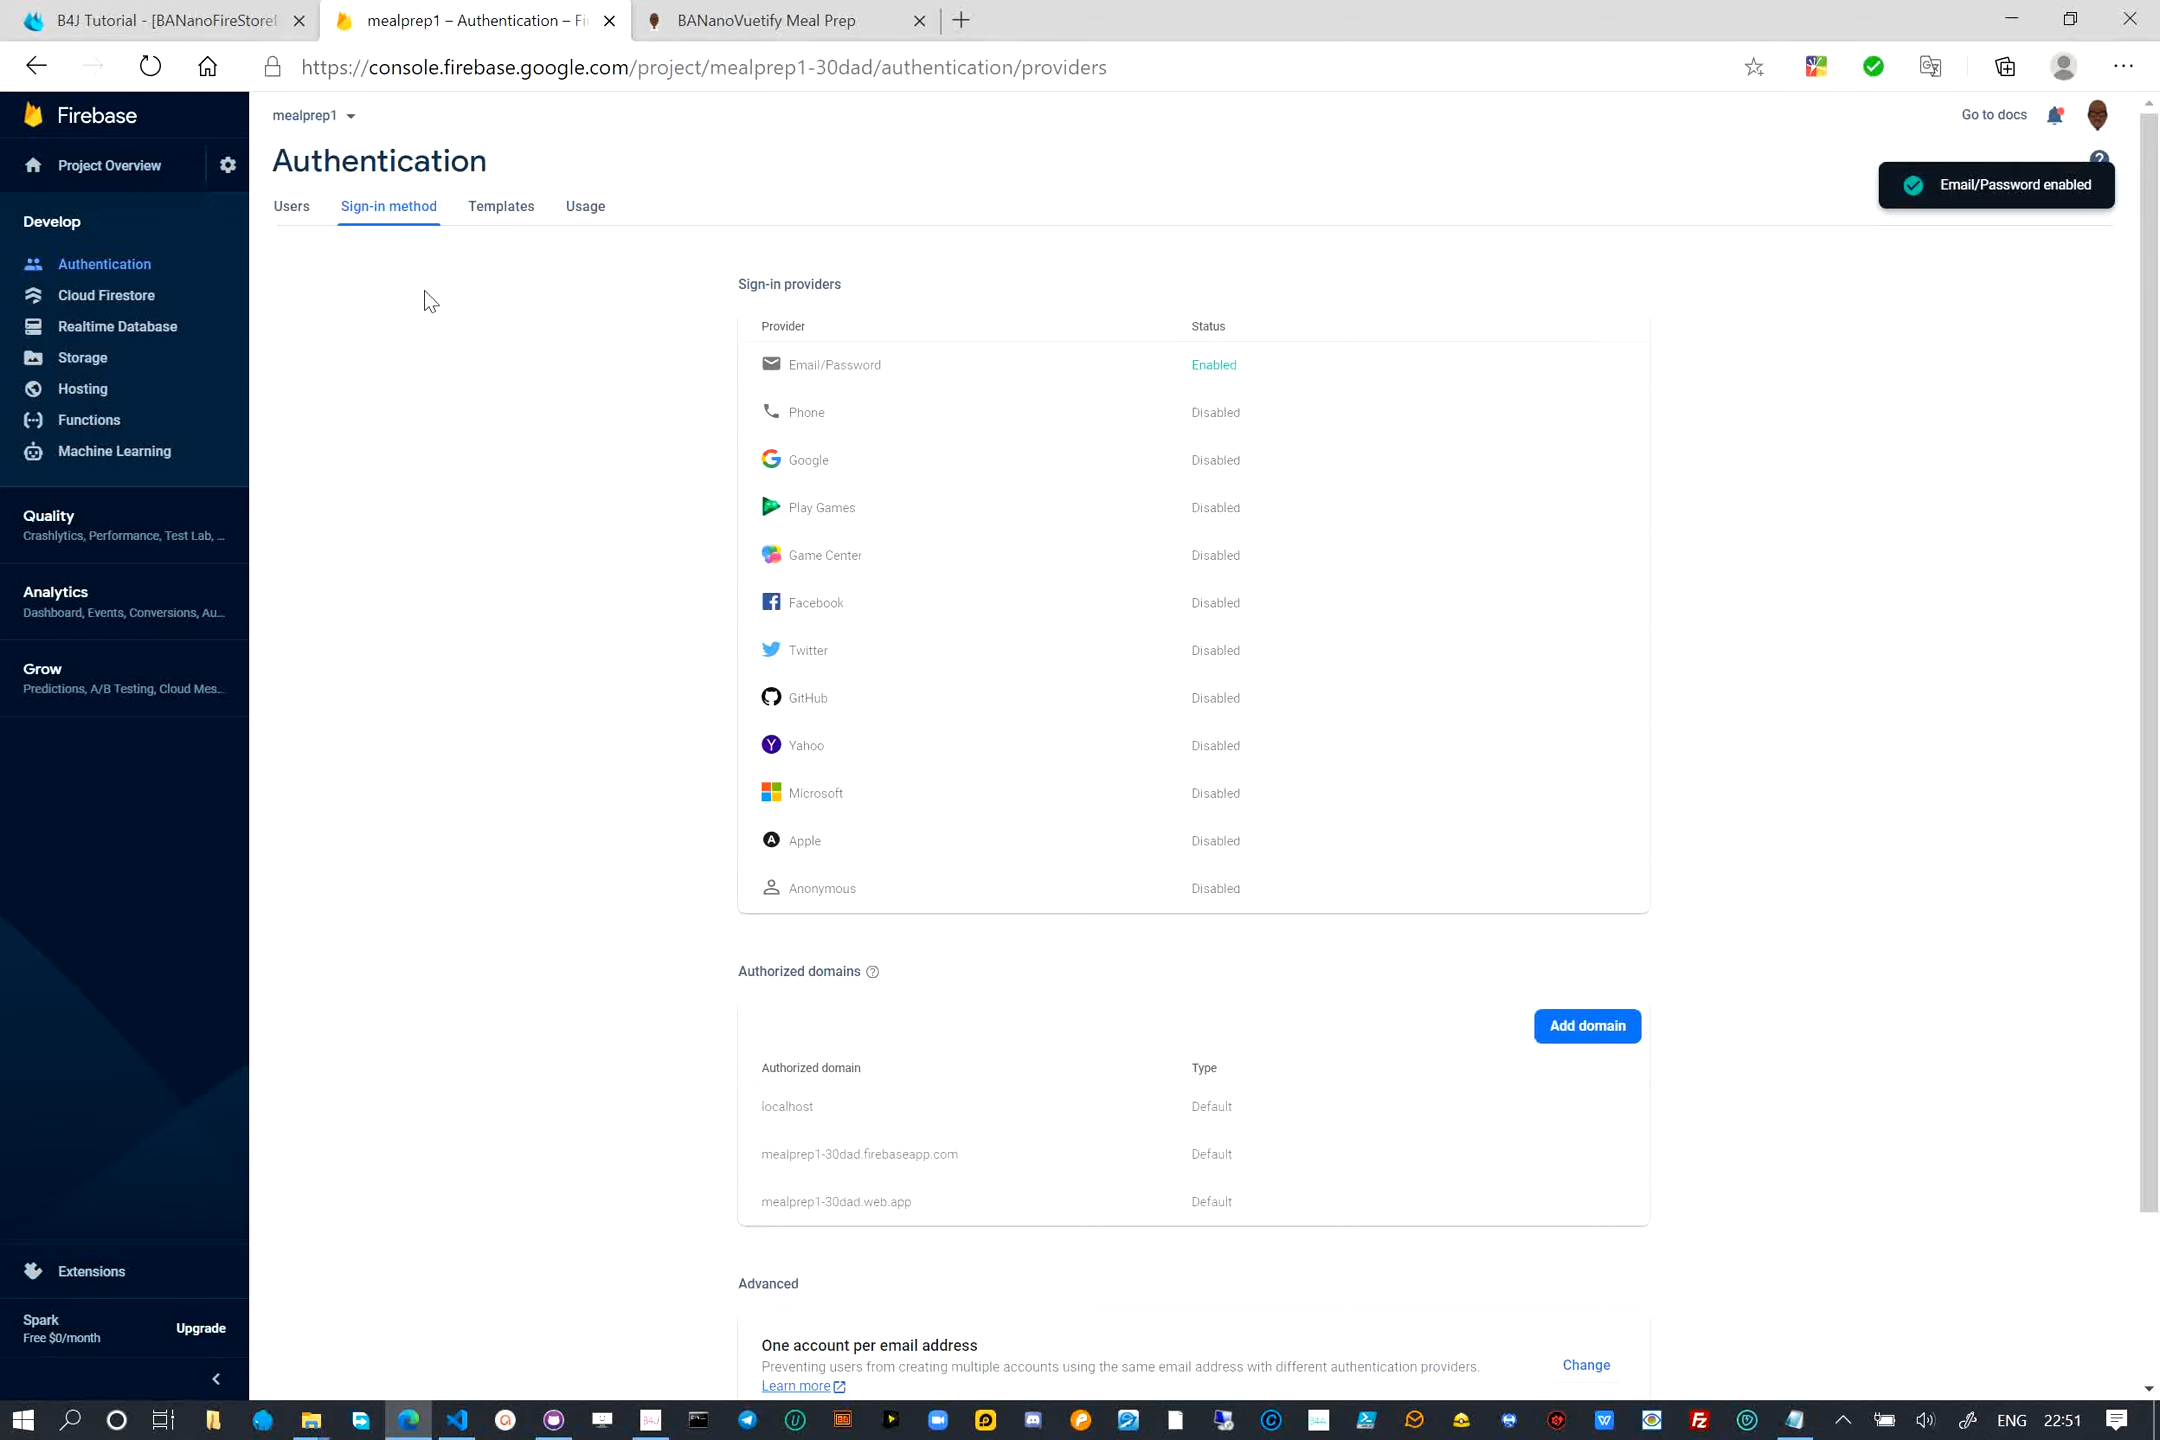 B4J Tutorial - [BANanoFireStore
mealprep1 – Authentication – Fi
BANanoVuetify Meal Prep
https://console.firebase.google.com/project/mealprep1-30dad/authentication/providers
Firebase
mealprep1
Go to docs
Project Overview
Authentication
Email/Password enabled
Users
Sign-in method
Templates
Usage
Develop
Authentication
Cloud Firestore
Realtime Database
Storage
Hosting
Functions
Machine Learning
Quality
Crashlytics, Performance, Test Lab, ...
Analytics
Dashboard, Events, Conversions, Au...
Grow
Predictions, A/B Testing, Cloud Mes...
Extensions
Spark
Free $0/month
Upgrade
Sign-in providers
Provider Status
Email/Password Enabled
Phone Disabled
Google Disabled
Play Games Disabled
Game Center Disabled
Facebook Disabled
Twitter Disabled
GitHub Disabled
Yahoo Disabled
Microsoft Disabled
Apple Disabled
Anonymous Disabled
Authorized domains
Add domain
Authorized domain Type
localhost Default
mealprep1-30dad.firebaseapp.com Default
mealprep1-30dad.web.app Default
Advanced
One account per email address
Preventing users from creating multiple accounts using the same email address with different authentication providers.
Learn more
Change
ENG 22:51